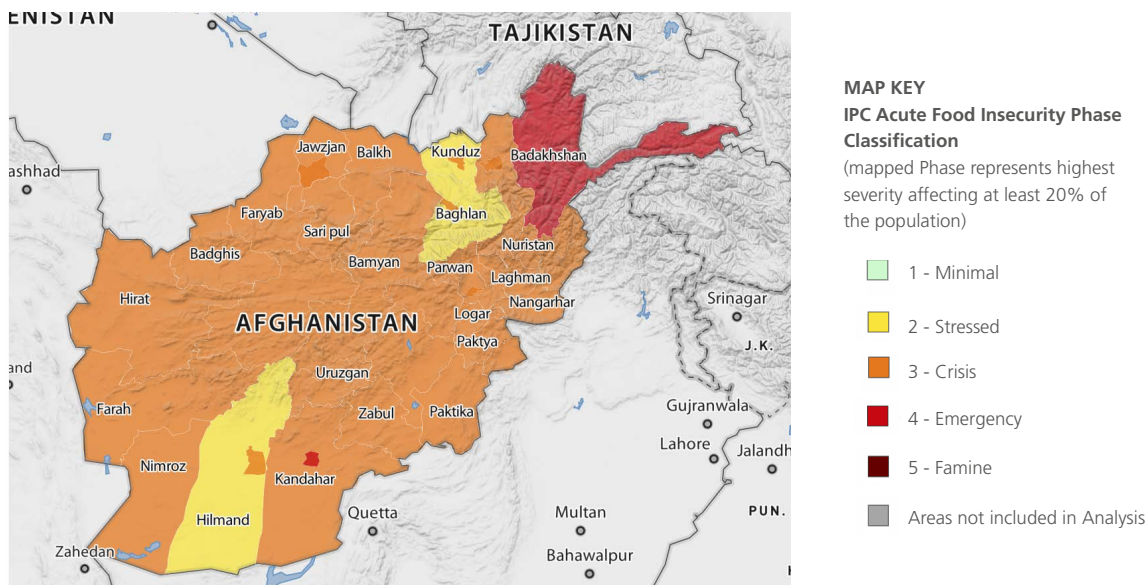 ENISTAN
TAJIKISTAN
ashhad
Jawzjan
Balkh
Kunduz
Badakhshan
Faryab
Baghlan
Sari pul
Badghis
Nuristan
Bamyan
Parwan
Laghman
Hirat
Nangarhar
Srinagar
Logar
AFGHANISTAN
Paktya
J.K.
and
Uruzgan
Farah
Zabul
Paktika
Gujranwala
Lahore
Jalandh
Nimroz
Kandahar
Hilmand
Quetta
Multan
PUN.
Zahedan
Bahawalpur
MAP KEY
IPC Acute Food Insecurity Phase
Classification
(mapped Phase represents highest
severity affecting at least 20% of
the population)
1 - Minimal
2 - Stressed
3 - Crisis
4 - Emergency
5 - Famine
Areas not included in Analysis